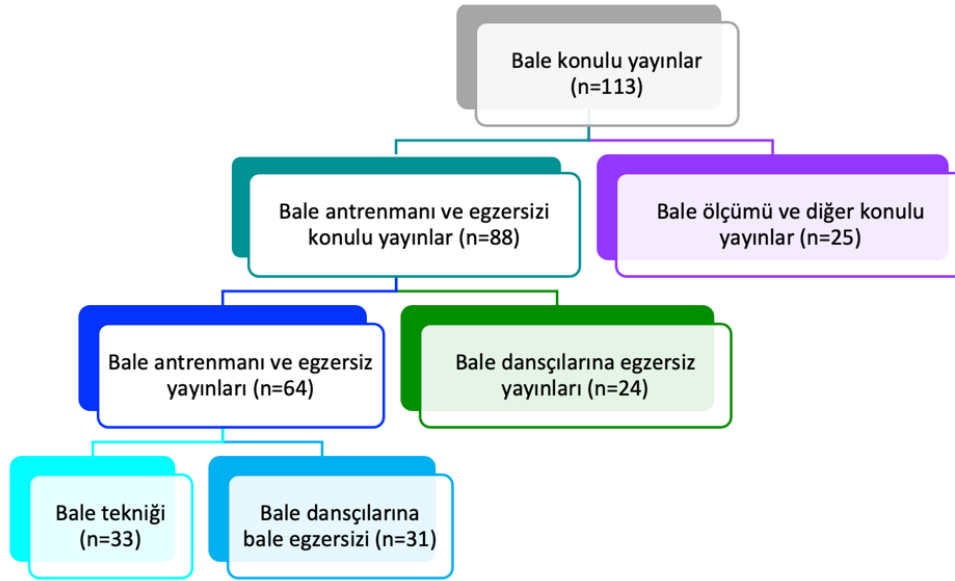 Bale konulu yayınlar
(n=113)
Bale antrenmanı ve egzersizi
konulu yayınlar (n=88)
Bale ölçümü ve diğer konulu
yayınlar (n=25)
Bale antrenmanı ve egzersiz
yayınları (n=64)
Bale dansçılarına egzersiz
yayınları (n=24)
Bale tekniği
(n=33)
Bale dansçılarına
bale egzersizi (n=31)